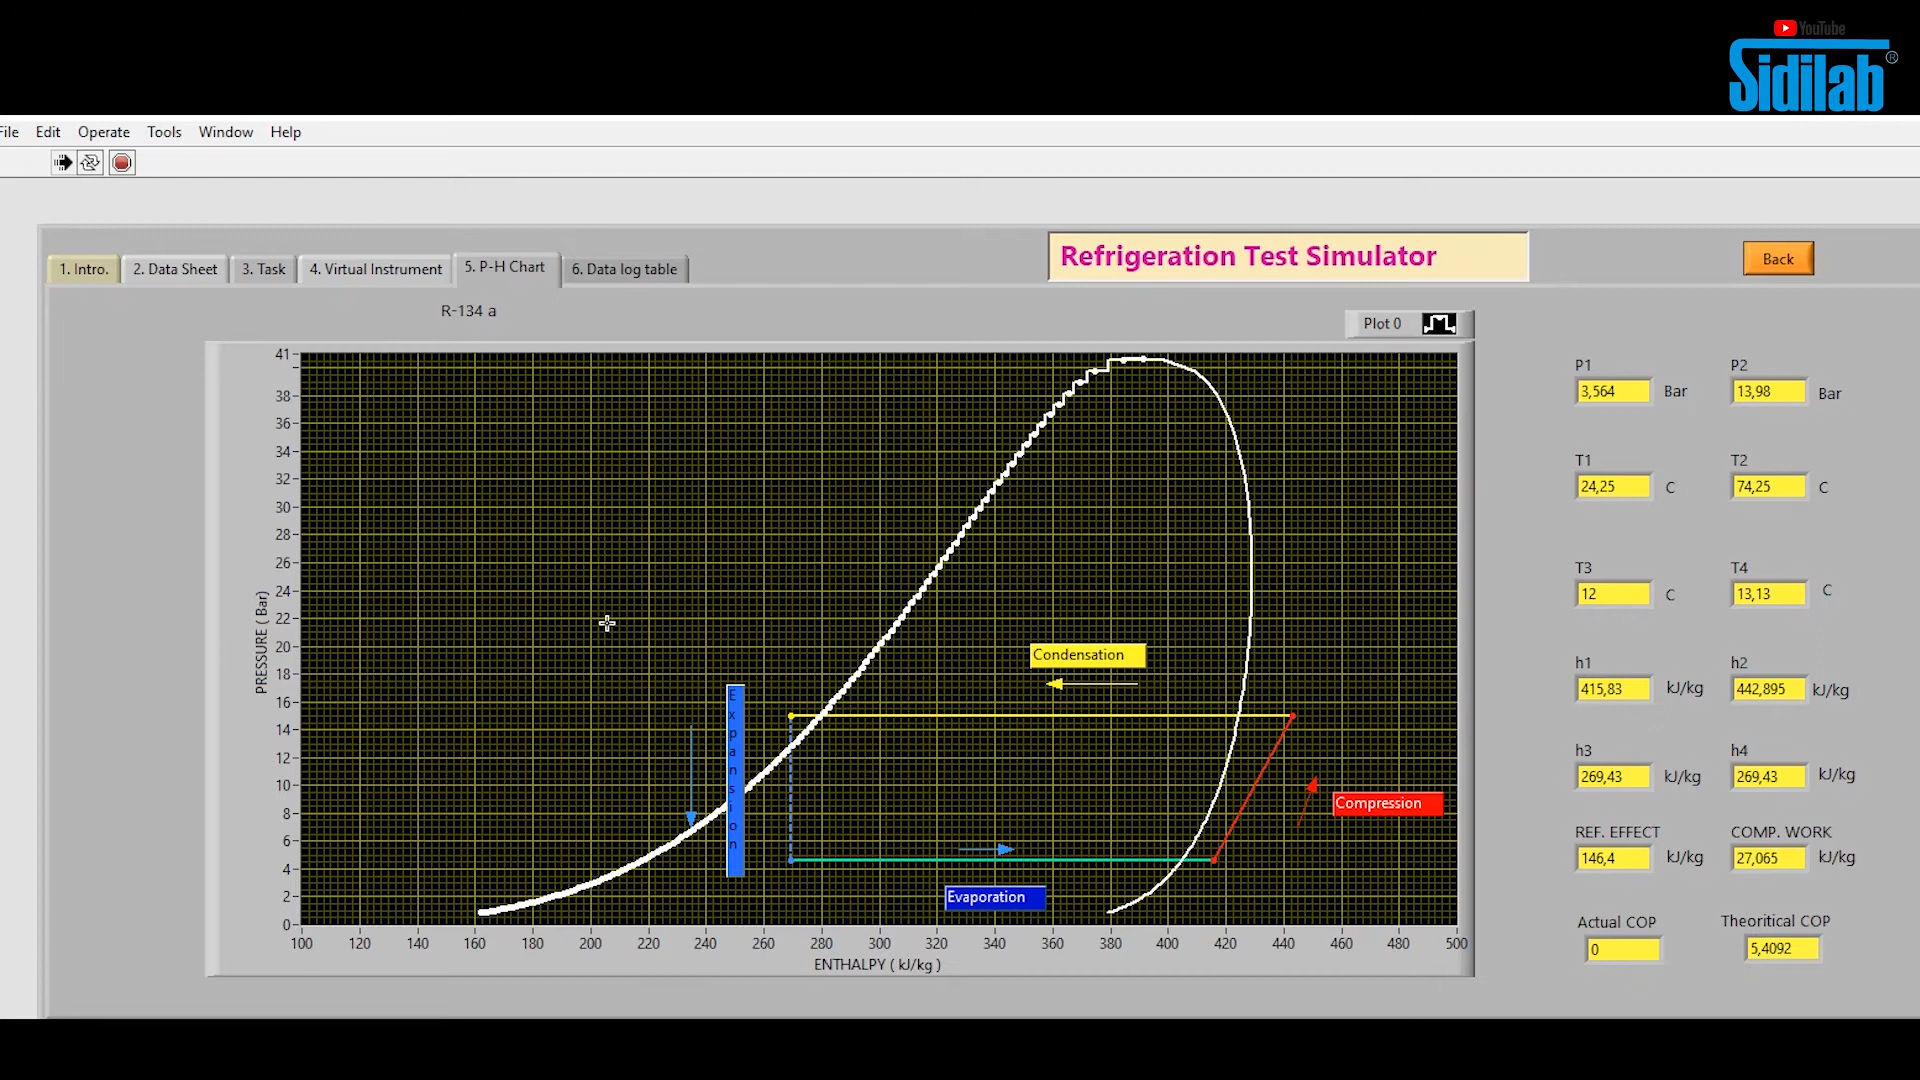 YouTube
Sidilab®
File Edit Operate Tools Window Help
Refrigeration Test Simulator
Back
1. Intro. 2. Data Sheet 3. Task 4. Virtual Instrument 5. P-H Chart 6. Data log table
R-134 a
Plot 0
PRESSURE ( Bar)
41
38
36
34
32
30
28
26
24
22
20
18
16
14
12
10
8
6
4
2
0
100 120 140 160 180 200 220 240 260 280 300 320 340 360 380 400 420 440 460 480 500
ENTHALPY ( kJ/kg )
Expansion
Condensation
Compression
Evaporation
P1 P2
3,564 Bar 13,98 Bar
T1 T2
24,25 C 74,25 C
T3 T4
12 C 13,13 C
h1 h2
415,83 kJ/kg 442,895 kJ/kg
h3 h4
269,43 kJ/kg 269,43 kJ/kg
REF. EFFECT COMP. WORK
146,4 kJ/kg 27,065 kJ/kg
Actual COP Theoritical COP
0 5,4092